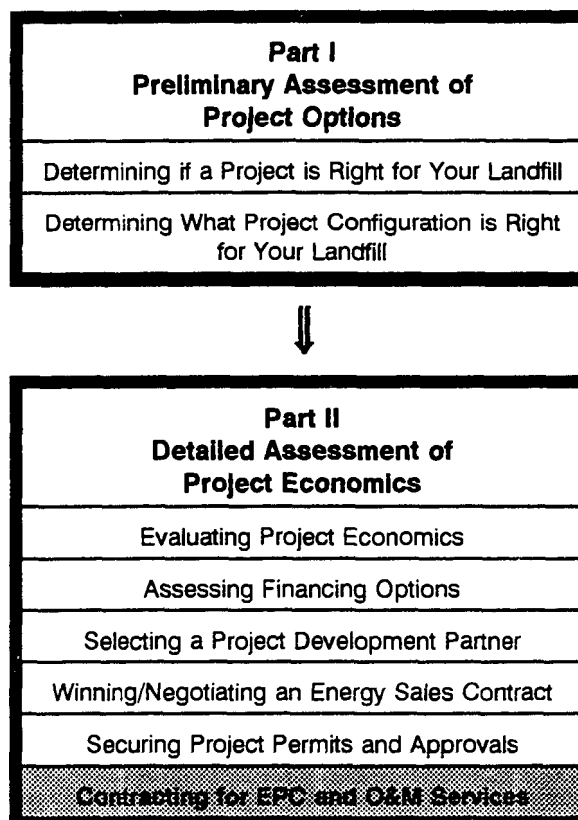 Part I
Preliminary Assessment of
Project Options
Determining if a Project is Right for Your Landfill
Determining What Project Configuration is Right
for Your Landfill
⇓
Part II
Detailed Assessment of
Project Economics
Evaluating Project Economics
Assessing Financing Options
Selecting a Project Development Partner
Winning/Negotiating an Energy Sales Contract
Securing Project Permits and Approvals
Contracting for EPC and O&M Services